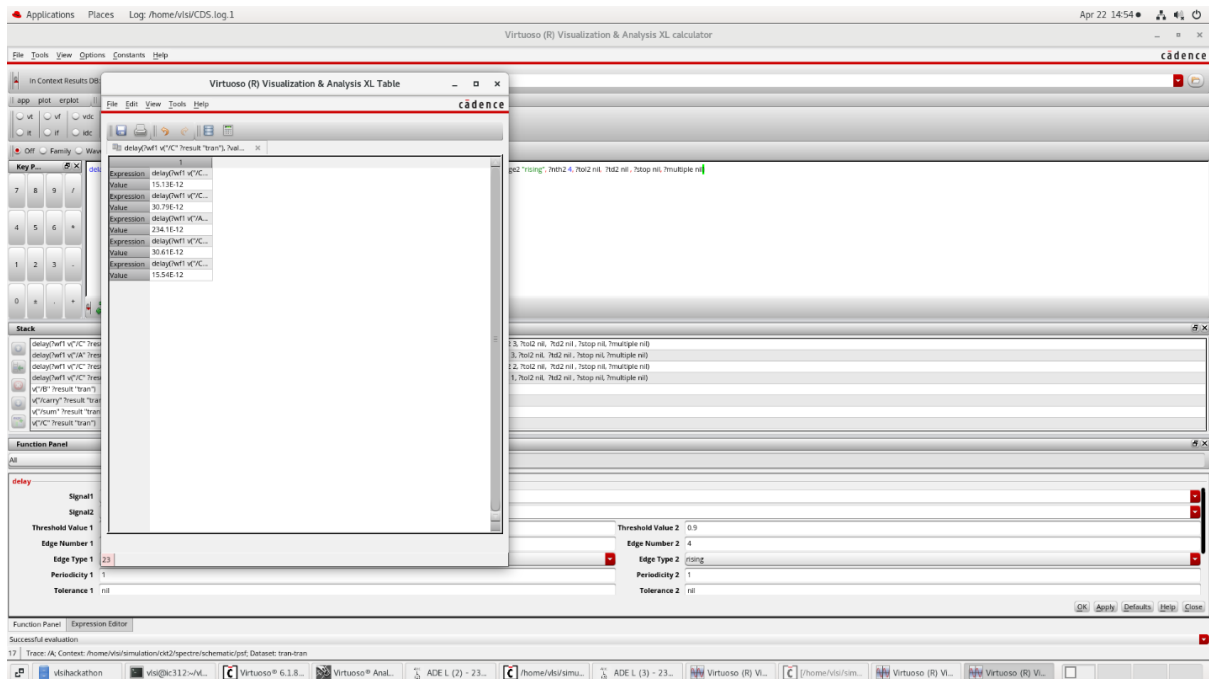 Applications Places Log: /home/vlsi/CDS.log.1 Apr 22 14:54
Virtuoso (R) Visualization & Analysis XL calculator
File Tools View Options Constants Help cādence
In Context Results DB:
app plot erplot
vt vf vdc
it if idc
Off Family Wav
Key P...
7 8 9 /
4 5 6 *
1 2 3 -
0 ± . +
ge2 "rising", ?nth2 4, ?tol2 nil, ?td2 nil , ?stop nil, ?multiple nil)
Virtuoso (R) Visualization & Analysis XL Table
File Edit View Tools Help cādence
delay(?wf1 v("/C" ?result "tran"), ?val...
1
Expression delay(?wf1 v("/C...
Value 15.13E-12
Expression delay(?wf1 v("/C...
Value 30.79E-12
Expression delay(?wf1 v("/A...
Value 234.1E-12
Expression delay(?wf1 v("/C...
Value 30.61E-12
Expression delay(?wf1 v("/C...
Value 15.54E-12
23
Stack
delay(?wf1 v("/C" ?res 2 3, ?tol2 nil, ?td2 nil , ?stop nil, ?multiple nil)
delay(?wf1 v("/A" ?res 3, ?tol2 nil, ?td2 nil , ?stop nil, ?multiple nil)
delay(?wf1 v("/C" ?res 2 2, ?tol2 nil, ?td2 nil , ?stop nil, ?multiple nil)
delay(?wf1 v("/C" ?res 1, ?tol2 nil, ?td2 nil , ?stop nil, ?multiple nil)
v("/B" ?result "tran")
v("/carry" ?result "tran
v("/sum" ?result "tran
v("/C" ?result "tran")
Function Panel
All
delay
Signal1
Signal2
Threshold Value 1 Threshold Value 2 0.9
Edge Number 1 Edge Number 2 4
Edge Type 1 Edge Type 2 rising
Periodicity 1 1 Periodicity 2 1
Tolerance 1 nil Tolerance 2 nil
OK Apply Defaults Help Close
Function Panel Expression Editor
Successful evaluation
17 Trace: /A; Context: /home/vlsi/simulation/ckt2/spectre/schematic/psf; Dataset: tran-tran
vlsihackathon vlsi@ic312:~/vl... Virtuoso® 6.1.8... Virtuoso® Anal... ADE L (2) - 23... /home/vlsi/simu... ADE L (3) - 23... Virtuoso (R) Vi... [/home/vlsi/sim... Virtuoso (R) Vi... Virtuoso (R) Vi...